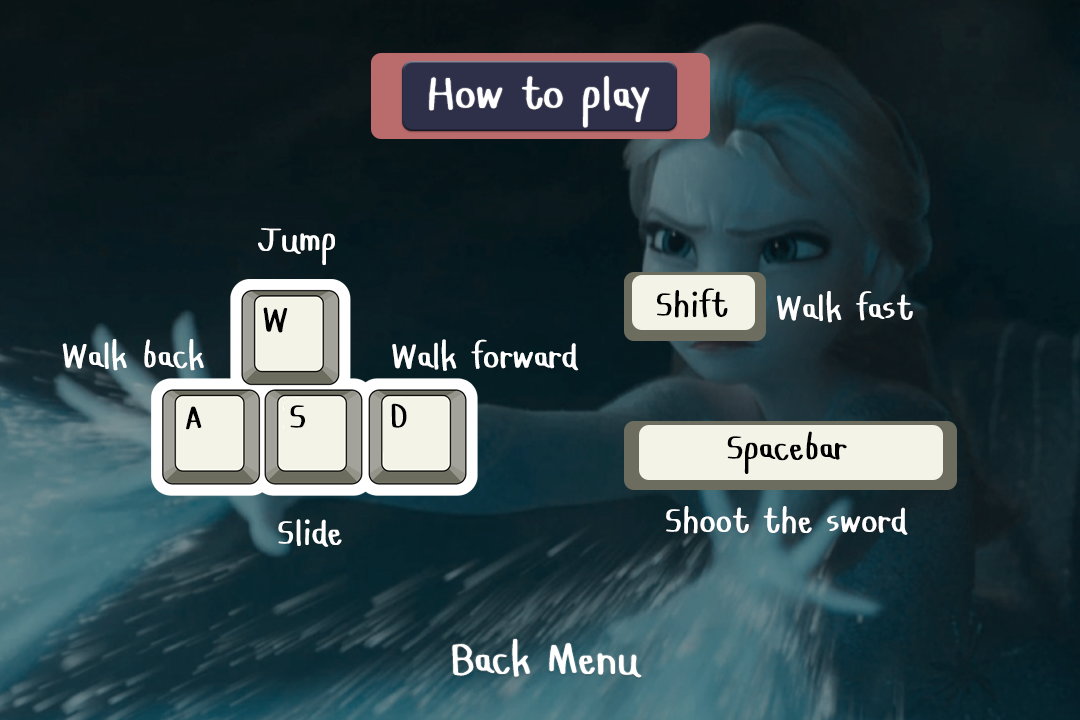 How to play
Jump
W
Shift
Walk fast
Walk back
Walk forward
A
S
D
Spacebar
Shoot the sword
Slide
Back Menu